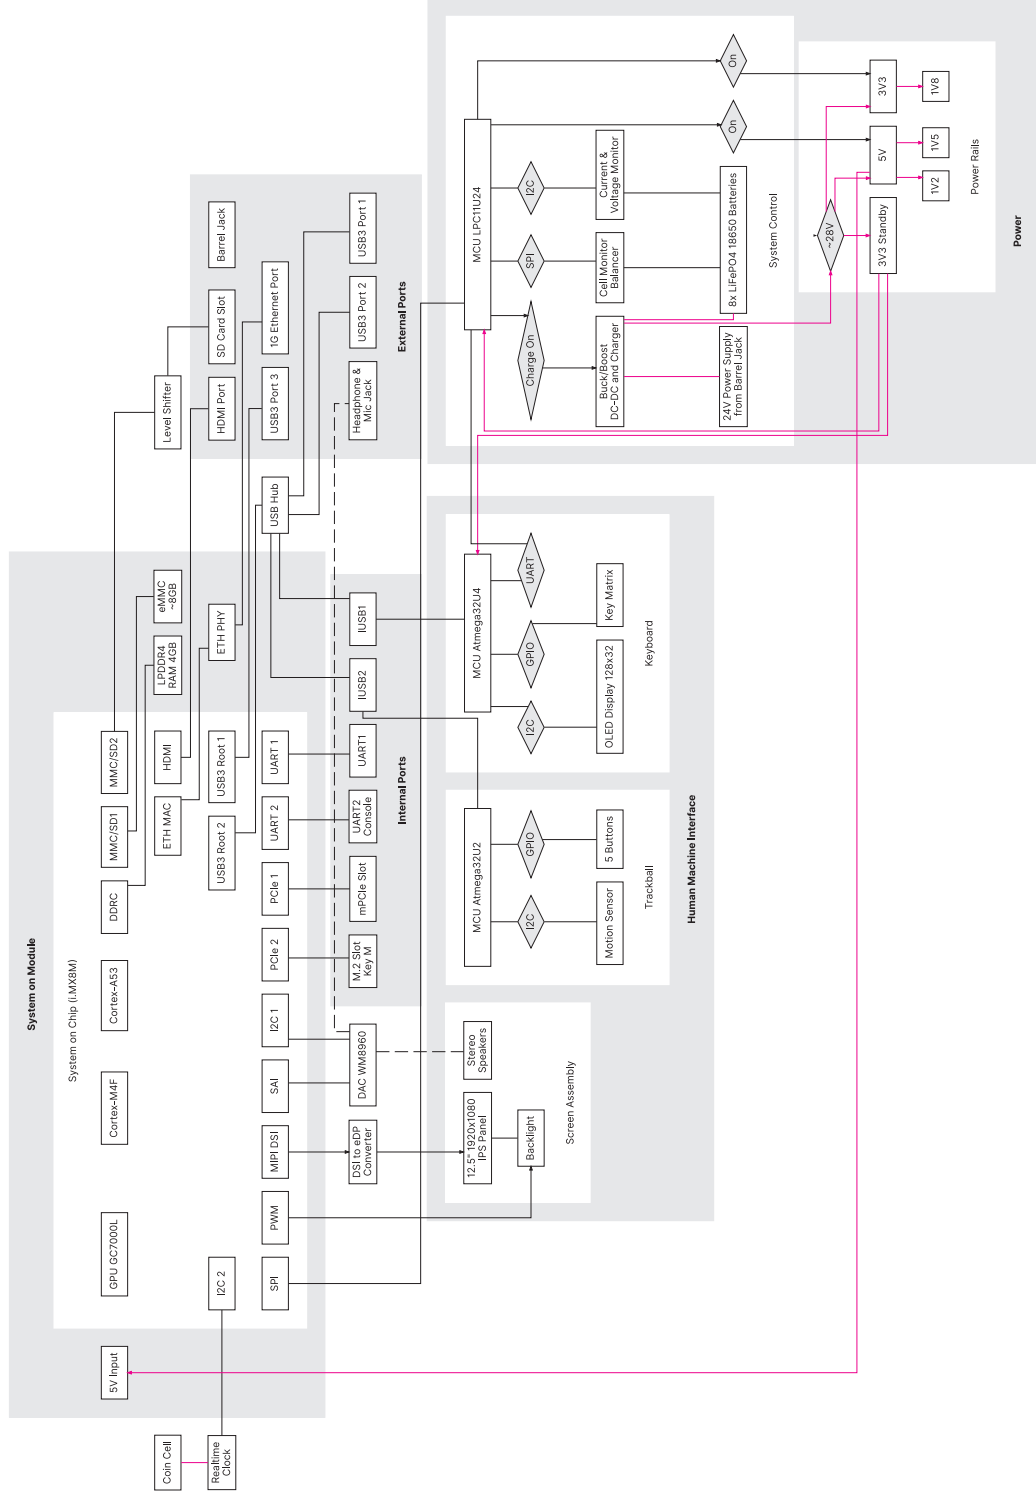 System on Module
System on Chip (i.MX8M)
5V Input
GPU GC7000L
Cortex-M4F
Cortex-A53
DDRC
MMC/SD1
MMC/SD2
Level Shifter
Coin Cell
ETH MAC
HDMI
LPDDR4
RAM 4GB
eMMC
~8GB
Realtime
Clock
I2C 2
USB3 Root 2
USB3 Root 1
ETH PHY
HDMI Port
SD Card Slot
Barrel Jack
SPI
PWM
MIPI DSI
SAI
I2C 1
PCIe 2
PCIe 1
UART 2
UART 1
USB Hub
USB3 Port 3
1G Ethernet Port
DSI to eDP
Converter
DAC WM8960
M.2 Slot
Key M
mPCIe Slot
UART2
Console
UART1
IUSB2
IUSB1
Headphone &
Mic Jack
USB3 Port 2
USB3 Port 1
Internal Ports
External Ports
12.5" 1920x1080
IPS Panel
Stereo
Speakers
Backlight
Screen Assembly
MCU Atmega32U2
I2C
GPIO
Motion Sensor
5 Buttons
Trackball
MCU Atmega32U4
I2C
GPIO
UART
OLED Display 128x32
Key Matrix
Keyboard
Human Machine Interface
MCU LPC11U24
Charge On
SPI
I2C
Buck/Boost
DC-DC and Charger
Cell Monitor
Balancer
Current &
Voltage Monitor
24V Power Supply
from Barrel Jack
8x LiFePO4 18650 Batteries
On
On
System Control
~28V
3V3 Standby
5V
3V3
1V2
1V5
1V8
Power Rails
Power